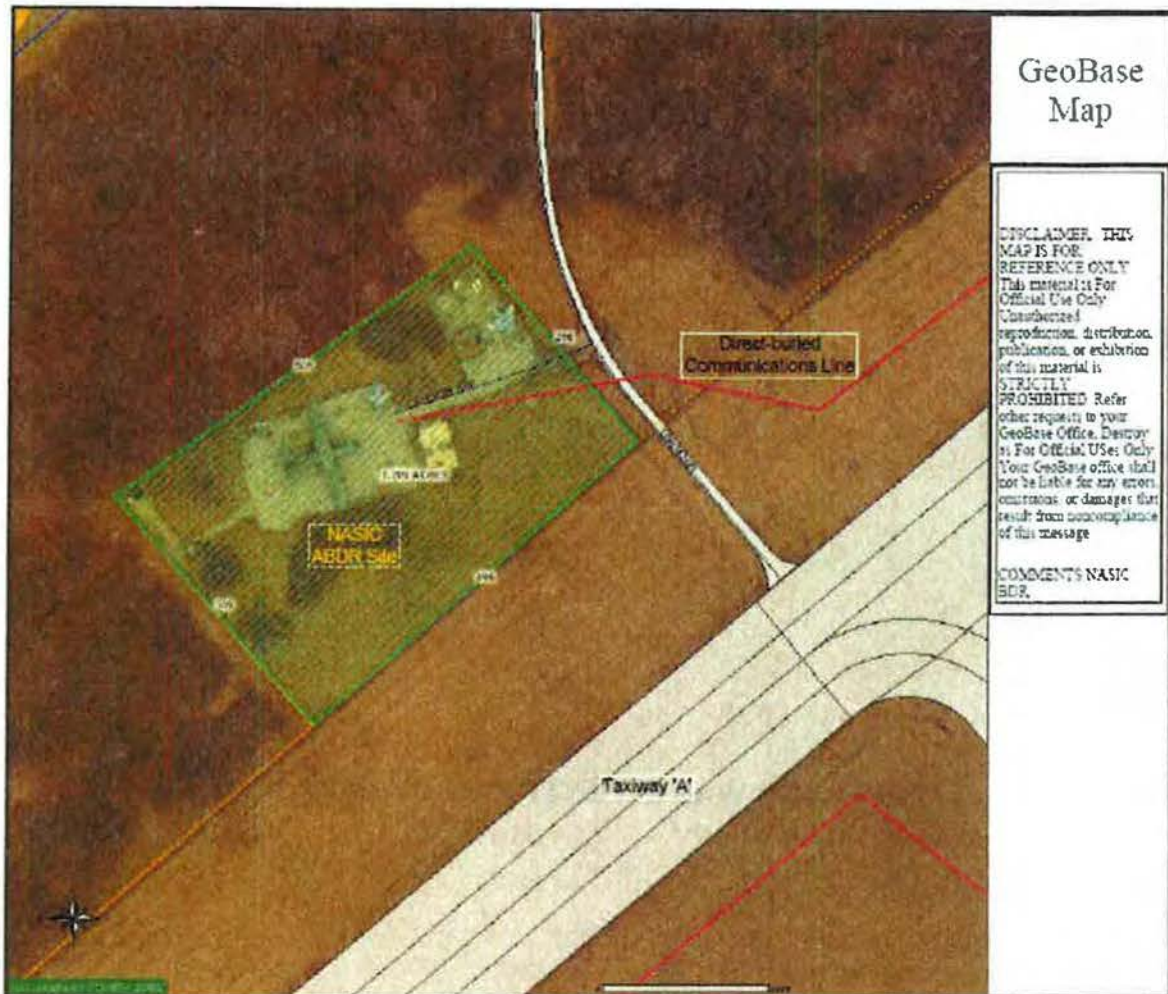 GeoBase
Map
DISCLAIMER THIS
MAP IS FOR
REFERENCE ONLY
This material is For
Official Use Only
Unauthorized
reproduction, distribution,
publication, or exhibition
of this material is
STRICTLY
PROHIBITED Refer
other requests to your
GeoBase Office. Destroy
as For Official USes Only
Your GeoBase office shall
not be liable for any errors,
omissions, or damages that
result from noncompliance
of this message
COMMENTS NASIC
BDR
Direct-buried
Communications Line
ACRES
NASIC
ABDR Site
Taxiway 'A'